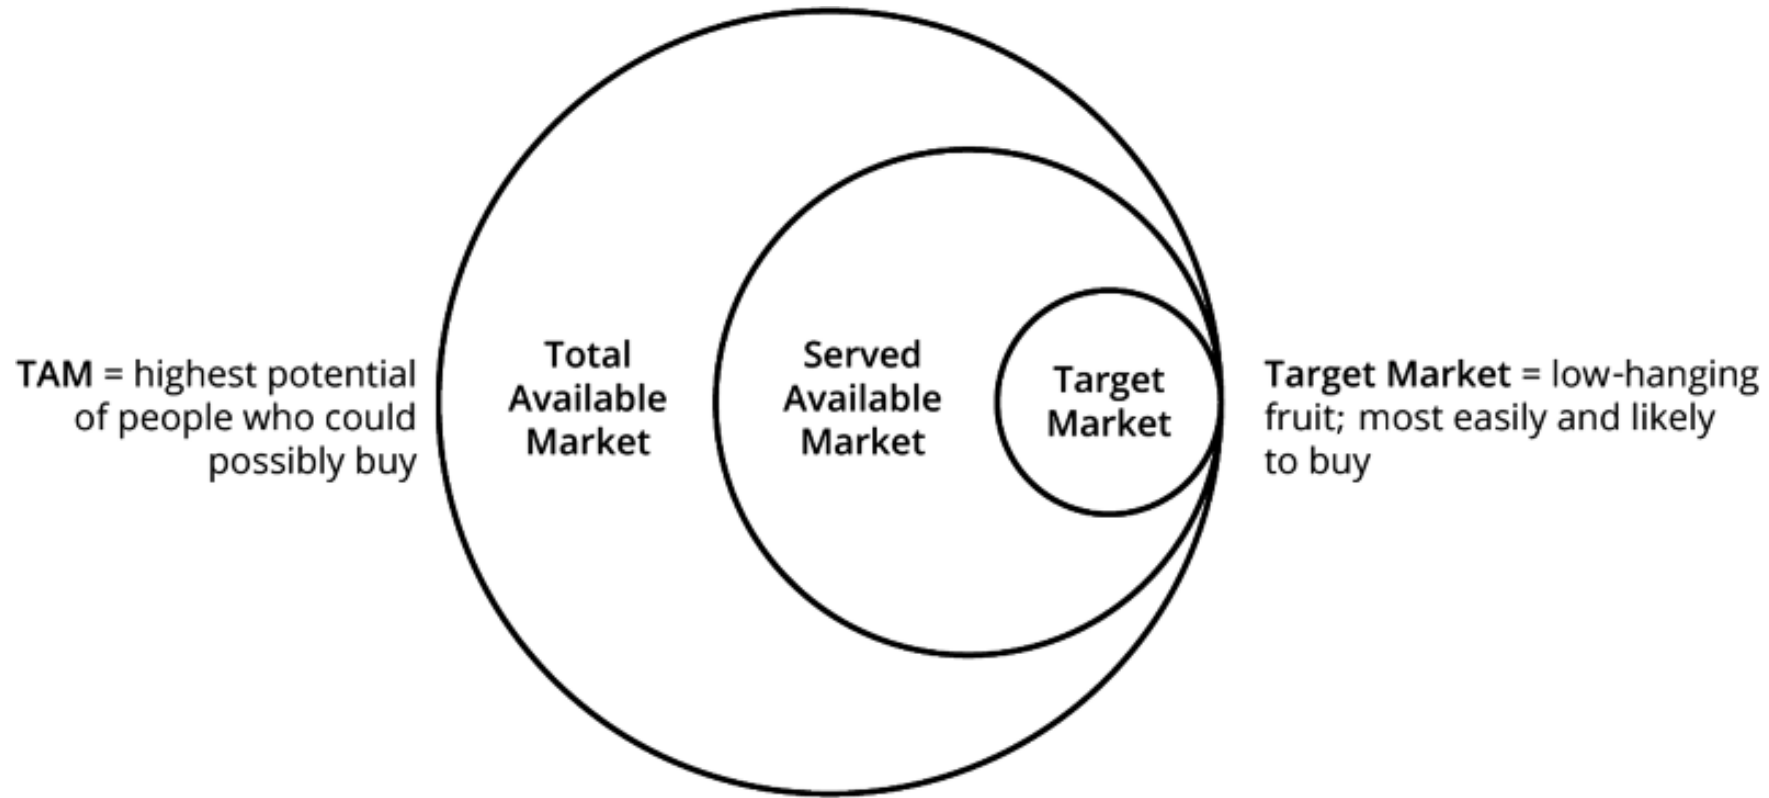 TAM = highest potential
of people who could
possibly buy
Total
Available
Market
Served
Available
Market
Target
Market
Target Market = low-hanging
fruit; most easily and likely
to buy